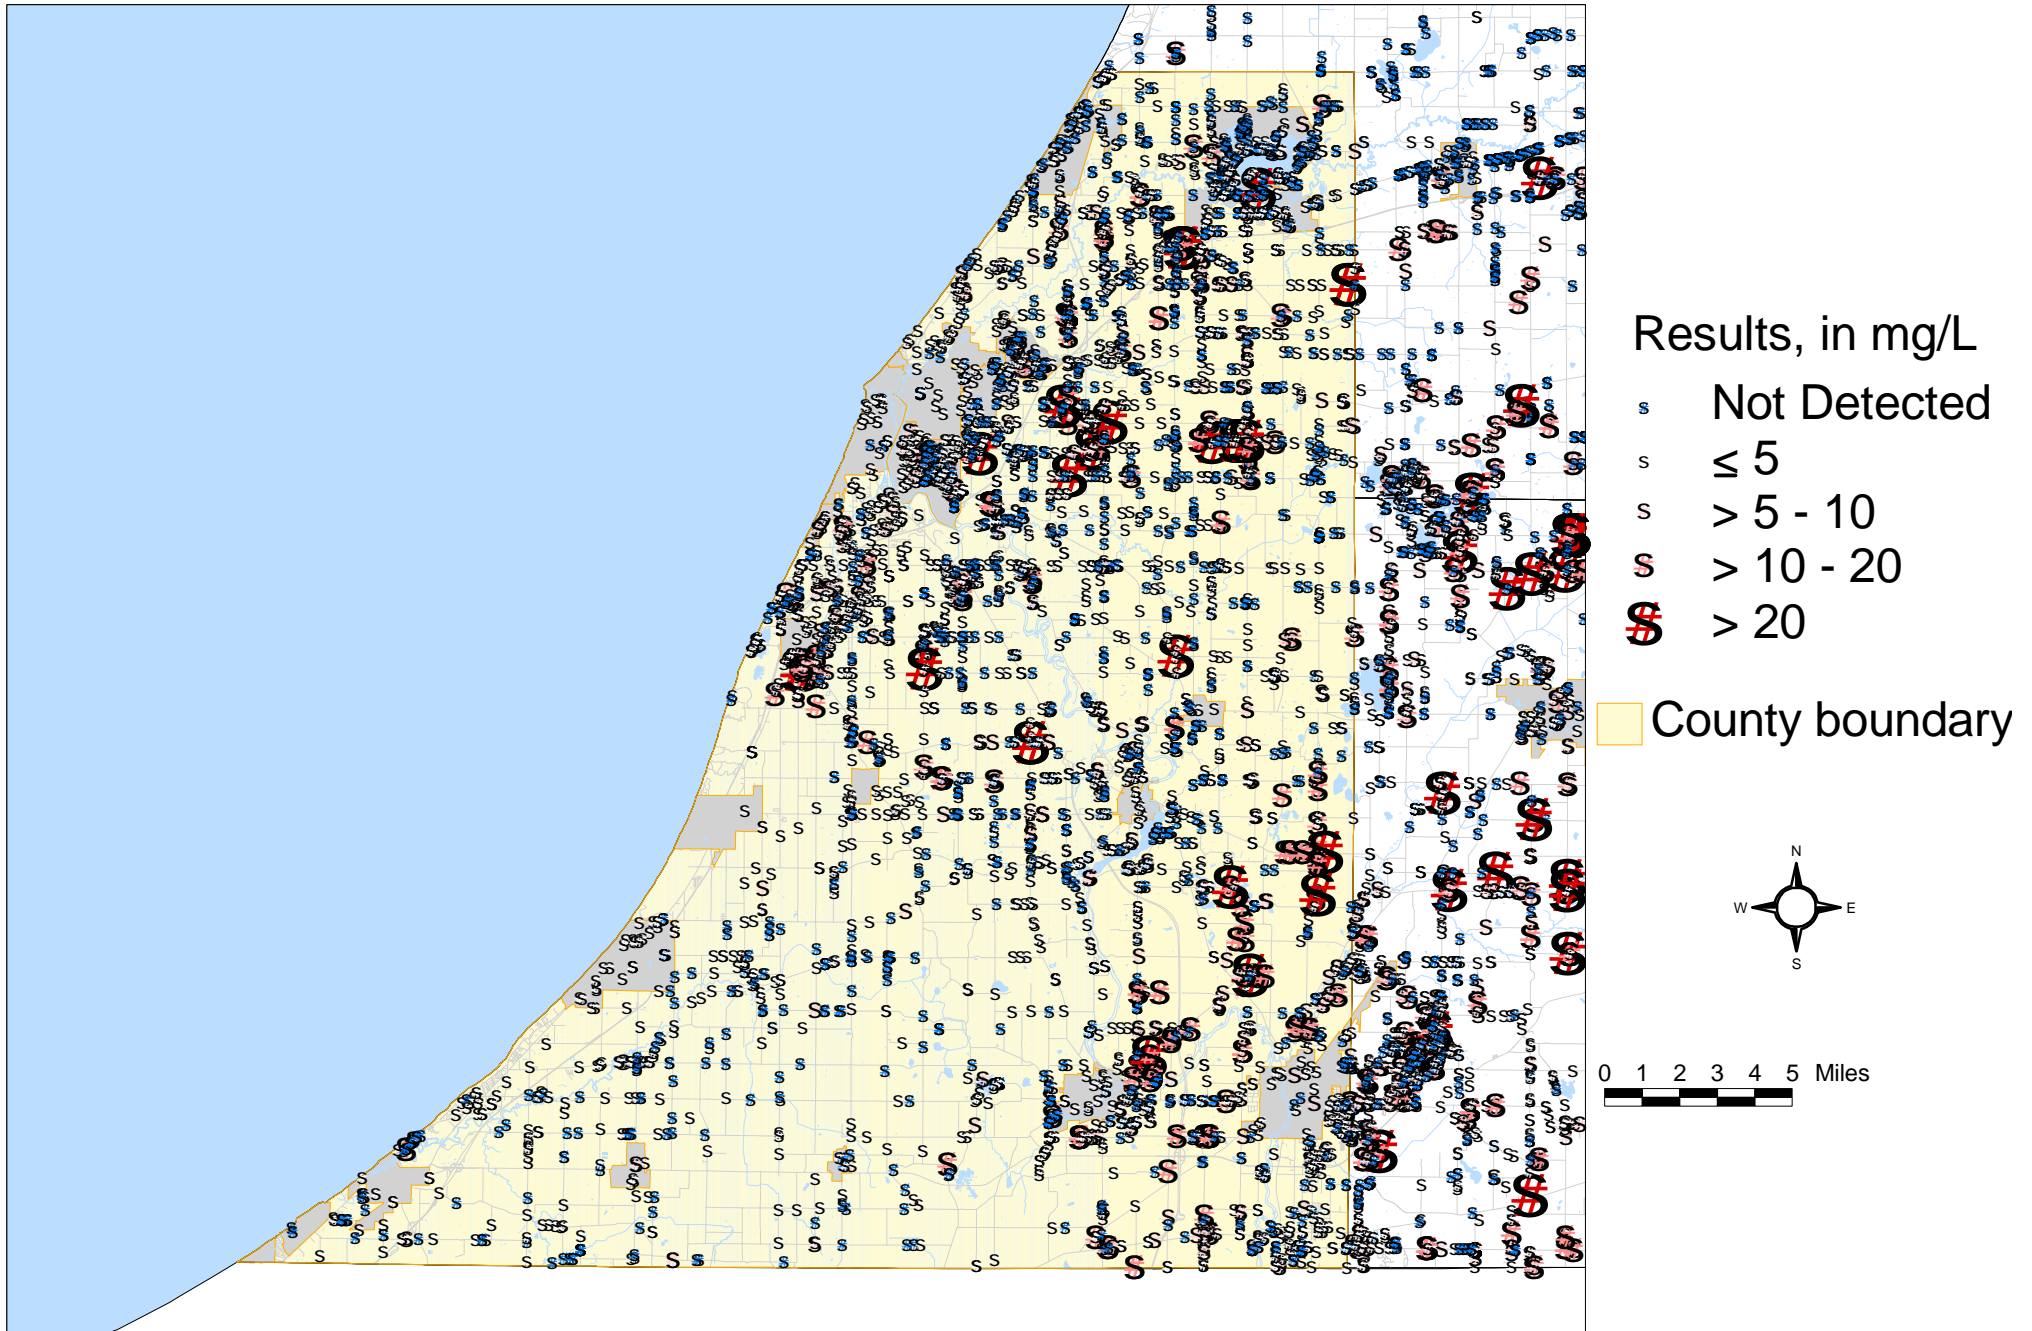 Results, in mg/L
s Not Detected
s ≤ 5
s > 5 - 10
s > 10 - 20
s > 20
County boundary
N
W E
S
0 1 2 3 4 5 Miles